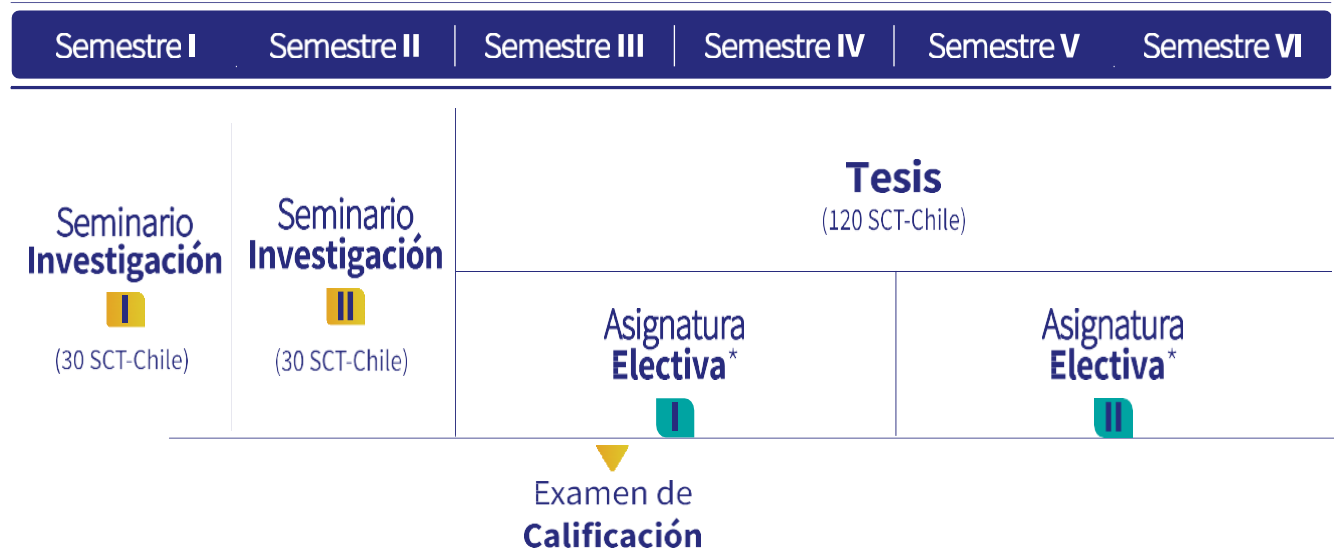 Semestre I Semestre II Semestre III Semestre IV Semestre V Semestre VI
Seminario
Investigación
I
(30 SCT-Chile)
Seminario
Investigación
II
(30 SCT-Chile)
Tesis
(120 SCT-Chile)
Asignatura
Electiva*
I
Asignatura
Electiva*
II
Examen de
Calificación